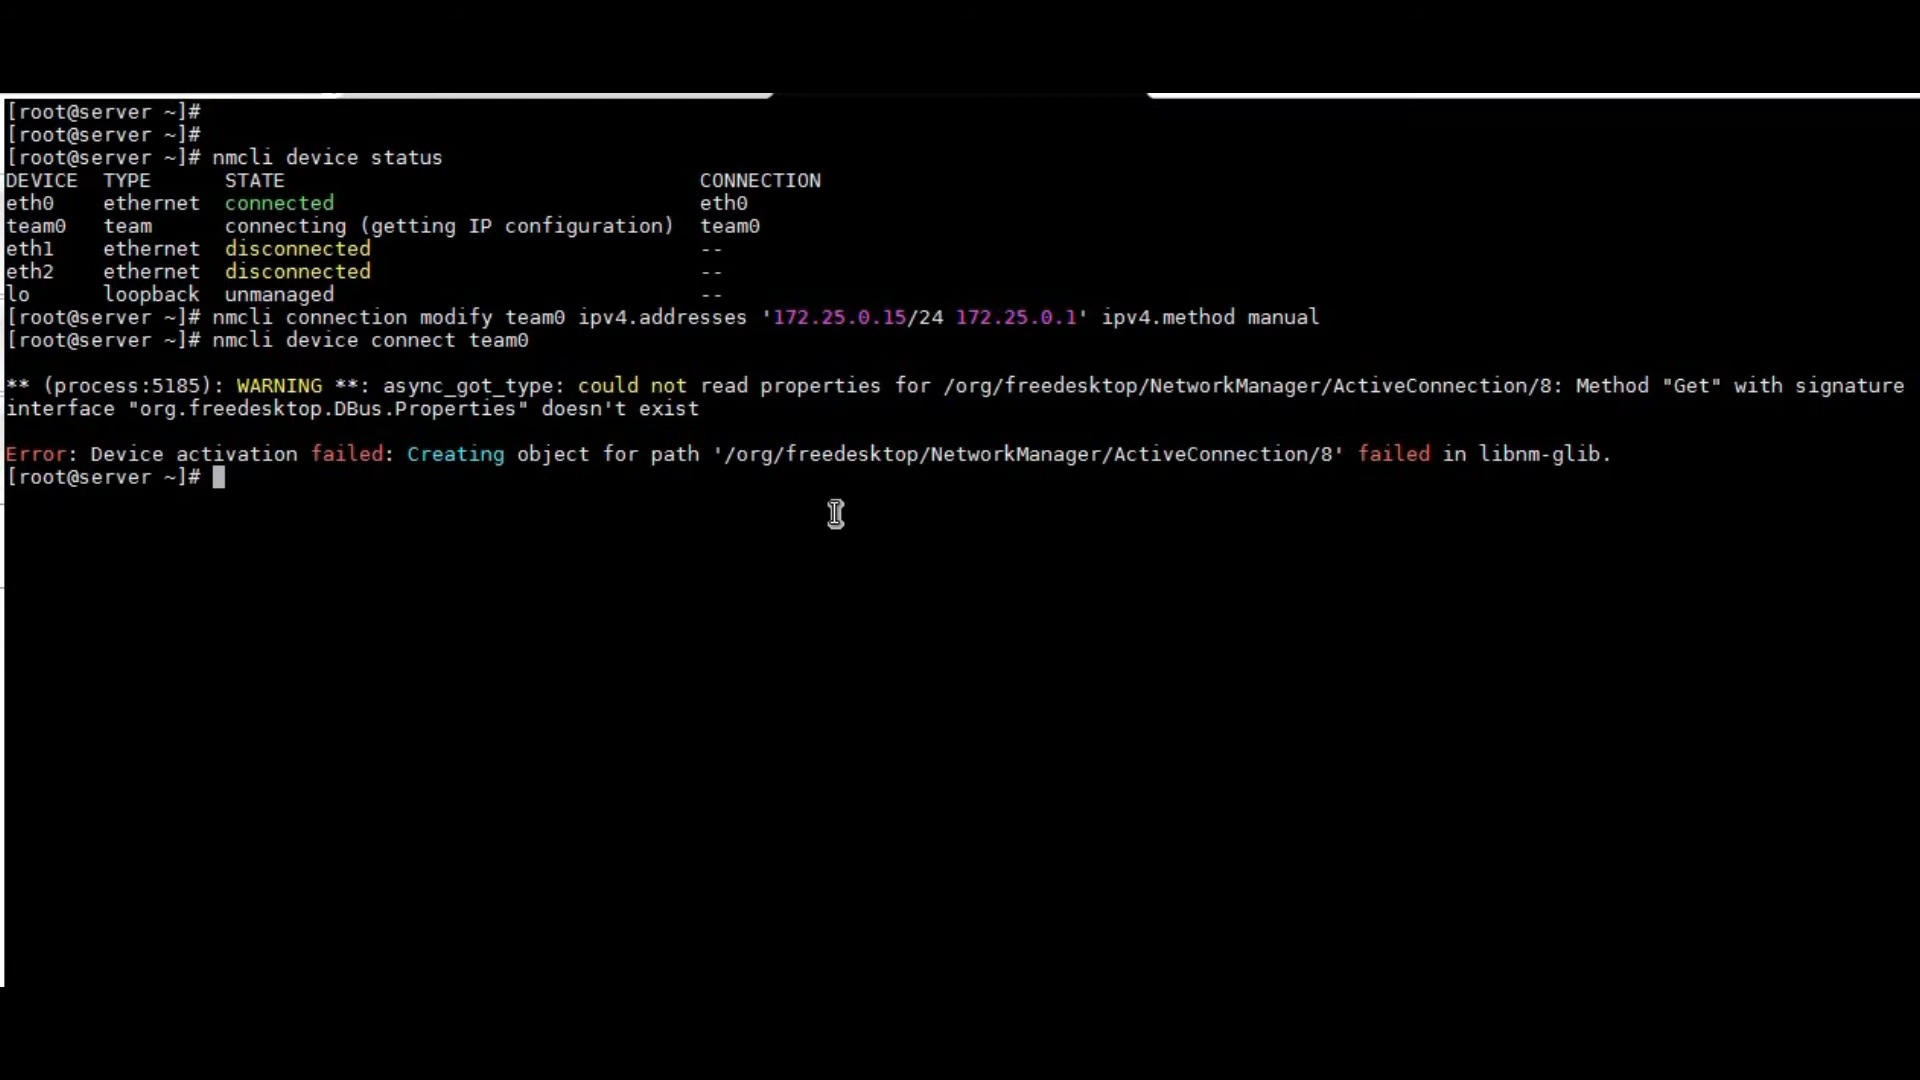 [root@server ~]#
[root@server ~]#
[root@server ~]# nmcli device status
DEVICE  TYPE      STATE                                  CONNECTION
eth0    ethernet  connected                              eth0
team0   team      connecting (getting IP configuration)  team0
eth1    ethernet  disconnected                           --
eth2    ethernet  disconnected                           --
lo      loopback  unmanaged                              --
[root@server ~]# nmcli connection modify team0 ipv4.addresses '172.25.0.15/24 172.25.0.1' ipv4.method manual
[root@server ~]# nmcli device connect team0
** (process:5185): WARNING **: async_got_type: could not read properties for /org/freedesktop/NetworkManager/ActiveConnection/8: Method "Get" with signature
interface "org.freedesktop.DBus.Properties" doesn't exist
Error: Device activation failed: Creating object for path '/org/freedesktop/NetworkManager/ActiveConnection/8' failed in libnm-glib.
[root@server ~]#